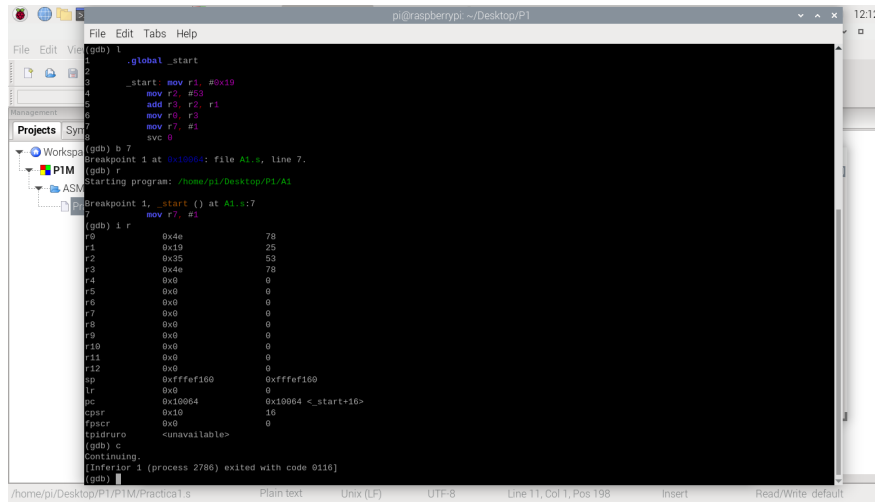 pi@raspberrypi: ~/Desktop/P1
12:12
File Edit Tabs Help
File Edit Vie
Management
Projects Sym
Workspa
P1M
ASM
Pr
(gdb) l
1 .global _start
2
3 _start: mov r1, #0x19
4 mov r2, #53
5 add r3, r2, r1
6 mov r0, r3
7 mov r7, #1
8 svc 0
(gdb) b 7
Breakpoint 1 at 0x10064: file A1.s, line 7.
(gdb) r
Starting program: /home/pi/Desktop/P1/A1
Breakpoint 1, _start () at A1.s:7
7 mov r7, #1
(gdb) i r
r0 0x4e 78
r1 0x19 25
r2 0x35 53
r3 0x4e 78
r4 0x0 0
r5 0x0 0
r6 0x0 0
r7 0x0 0
r8 0x0 0
r9 0x0 0
r10 0x0 0
r11 0x0 0
r12 0x0 0
sp 0xfffef160 0xfffef160
lr 0x0 0
pc 0x10064 0x10064 <_start+16>
cpsr 0x10 16
fpscr 0x0 0
tpidruro <unavailable>
(gdb) c
Continuing.
[Inferior 1 (process 2786) exited with code 0116]
(gdb)
/home/pi/Desktop/P1/P1M/Practica1.s Plain text Unix (LF) UTF-8 Line 11, Col 1, Pos 198 Insert Read/Write default